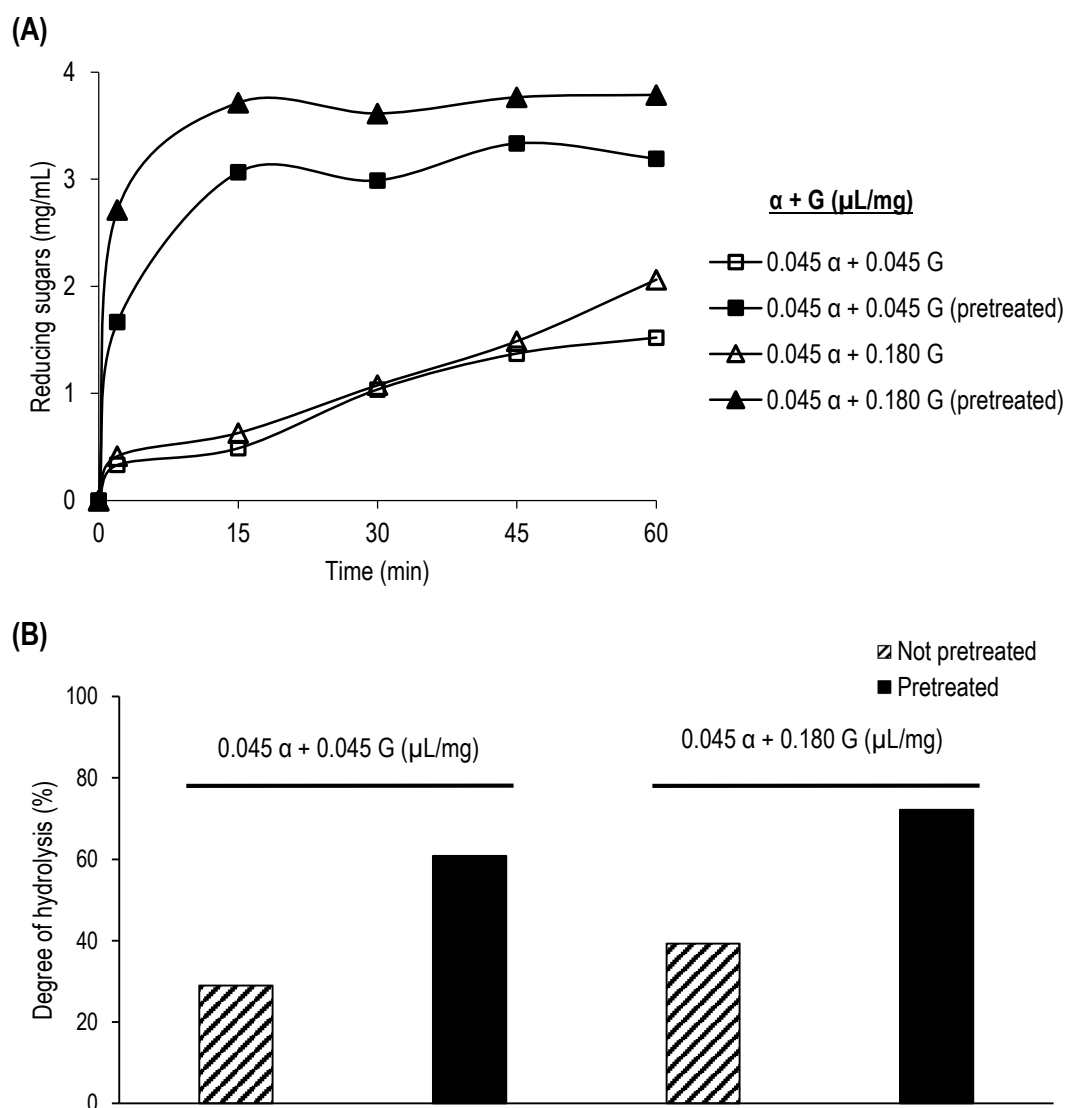 (A)
4
3
2
1
0
0 15 30 45 60
Reducing sugars (mg/mL)
Time (min)
α + G (µL/mg)
0.045 α + 0.045 G
0.045 α + 0.045 G (pretreated)
0.045 α + 0.180 G
0.045 α + 0.180 G (pretreated)
(B)
Not pretreated
Pretreated
100
80
60
40
20
0
Degree of hydrolysis (%)
0.045 α + 0.045 G (µL/mg)
0.045 α + 0.180 G (µL/mg)